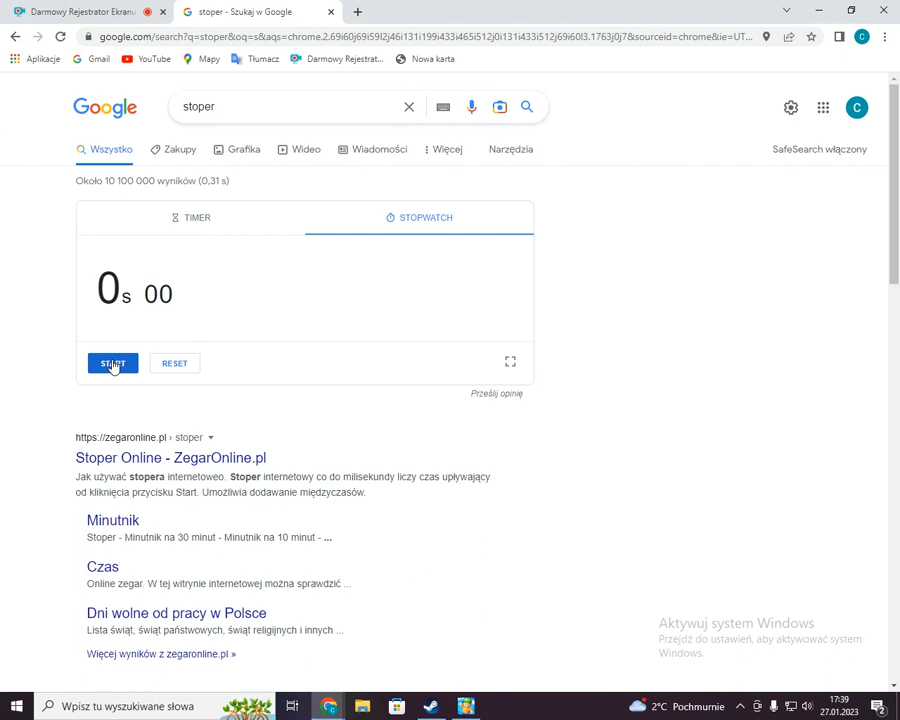 Darmowy Rejestrator Ekranu
stoper - Szukaj w Google
google.com/search?q=stoper&oq=s&aqs=chrome.2.69i60j69i59l2j46i131i199i433i465i512j0i131i433i512j69i60l3.1763j0j7&sourceid=chrome&ie=UT...
Aplikacje
Gmail
YouTube
Mapy
Tłumacz
Darmowy Rejestrat...
Nowa karta
Google
stoper
C
Wszystko
Zakupy
Grafika
Wideo
Wiadomości
Więcej
Narzędzia
SafeSearch włączony
Około 10 100 000 wyników (0,31 s)
TIMER
STOPWATCH
0s 00
START
RESET
Prześlij opinię
https://zegaronline.pl › stoper
Stoper Online - ZegarOnline.pl
Jak używać stopera internetoweo. Stoper internetowy co do milisekundy liczy czas upływający
od kliknięcia przycisku Start. Umożliwia dodawanie międzyczasów.
Minutnik
Stoper - Minutnik na 30 minut - Minutnik na 10 minut - ...
Czas
Online zegar. W tej witrynie internetowej można sprawdzić ...
Dni wolne od pracy w Polsce
Lista świąt, świąt państwowych, świąt religijnych i innych ...
Więcej wyników z zegaronline.pl »
Aktywuj system Windows
Przejdź do ustawień, aby aktywować system
Windows.
Wpisz tu wyszukiwane słowa
2°C Pochmurnie
17:39
27.01.2023
2